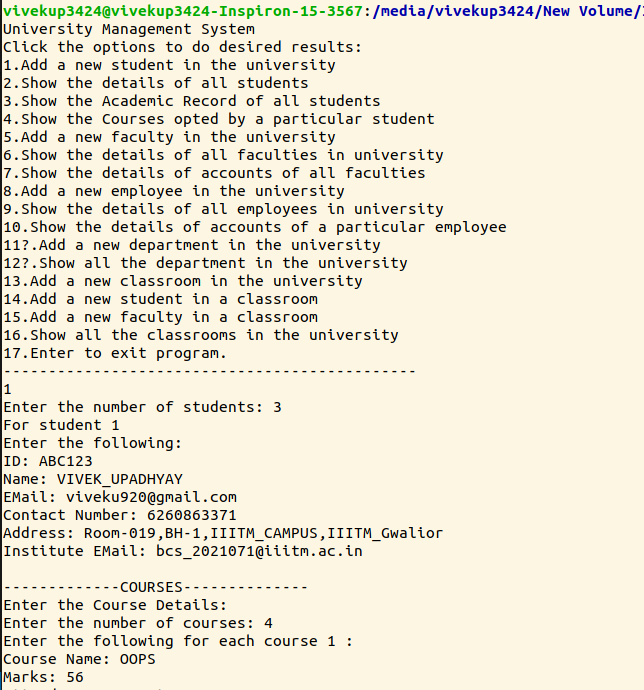 vivekup3424@vivekup3424-Inspiron-15-3567:/media/vivekup3424/New Volume/
University Management System
Click the options to do desired results:
1.Add a new student in the university
2.Show the details of all students
3.Show the Academic Record of all students
4.Show the Courses opted by a particular student
5.Add a new faculty in the university
6.Show the details of all faculties in university
7.Show the details of accounts of all faculties
8.Add a new employee in the university
9.Show the details of all employees in university
10.Show the details of accounts of a particular employee
11?.Add a new department in the university
12?.Show all the department in the university
13.Add a new classroom in the university
14.Add a new student in a classroom
15.Add a new faculty in a classroom
16.Show all the classrooms in the university
17.Enter to exit program.
----------------------------------------------
1
Enter the number of students: 3
For student 1
Enter the following:
ID: ABC123
Name: VIVEK_UPADHYAY
EMail: viveku920@gmail.com
Contact Number: 6260863371
Address: Room-019,BH-1,IIITM_CAMPUS,IIITM_Gwalior
Institute EMail: bcs_2021071@iiitm.ac.in
-------------COURSES--------------
Enter the Course Details:
Enter the number of courses: 4
Enter the following for each course 1 :
Course Name: OOPS
Marks: 56